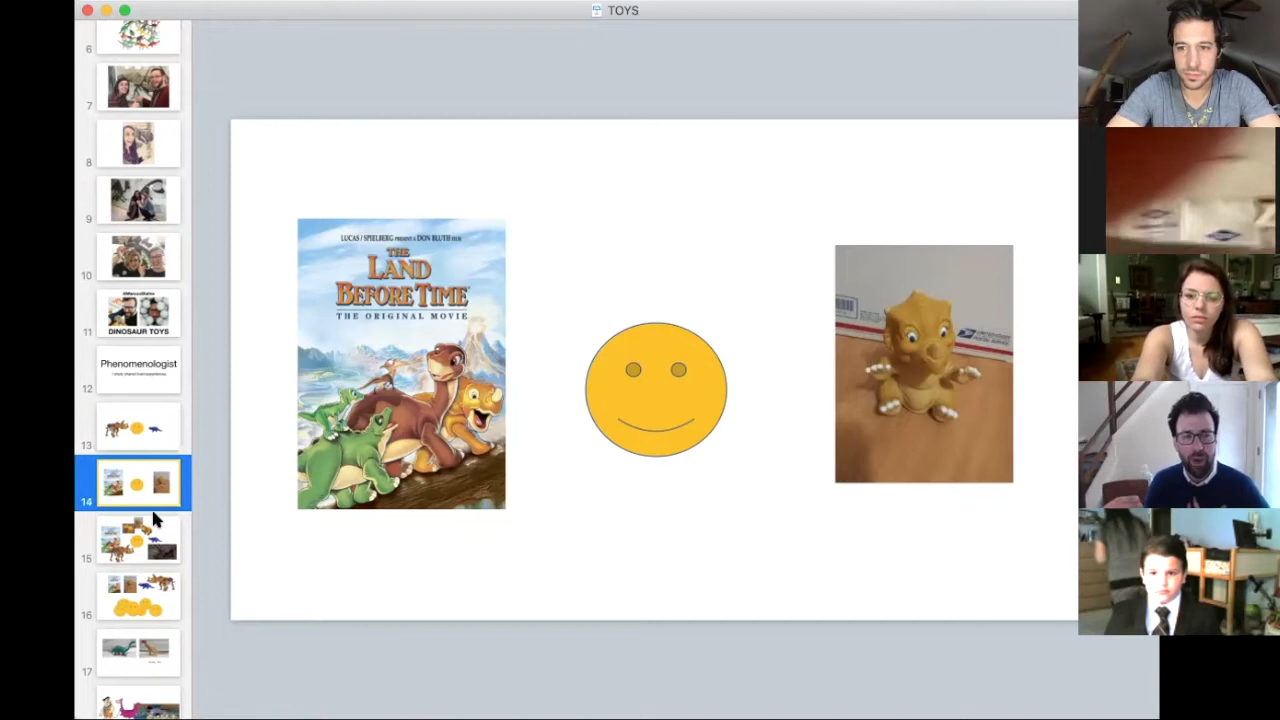 TOYS
LUCAS / SPIELBERG PRESENT A DON BLUTH FILM
THE
LAND
BEFORE TIME
THE ORIGINAL MOVIE
6
7
8
9
10
11
DINOSAUR TOYS
12
Phenomenologist
13
14
15
16
17